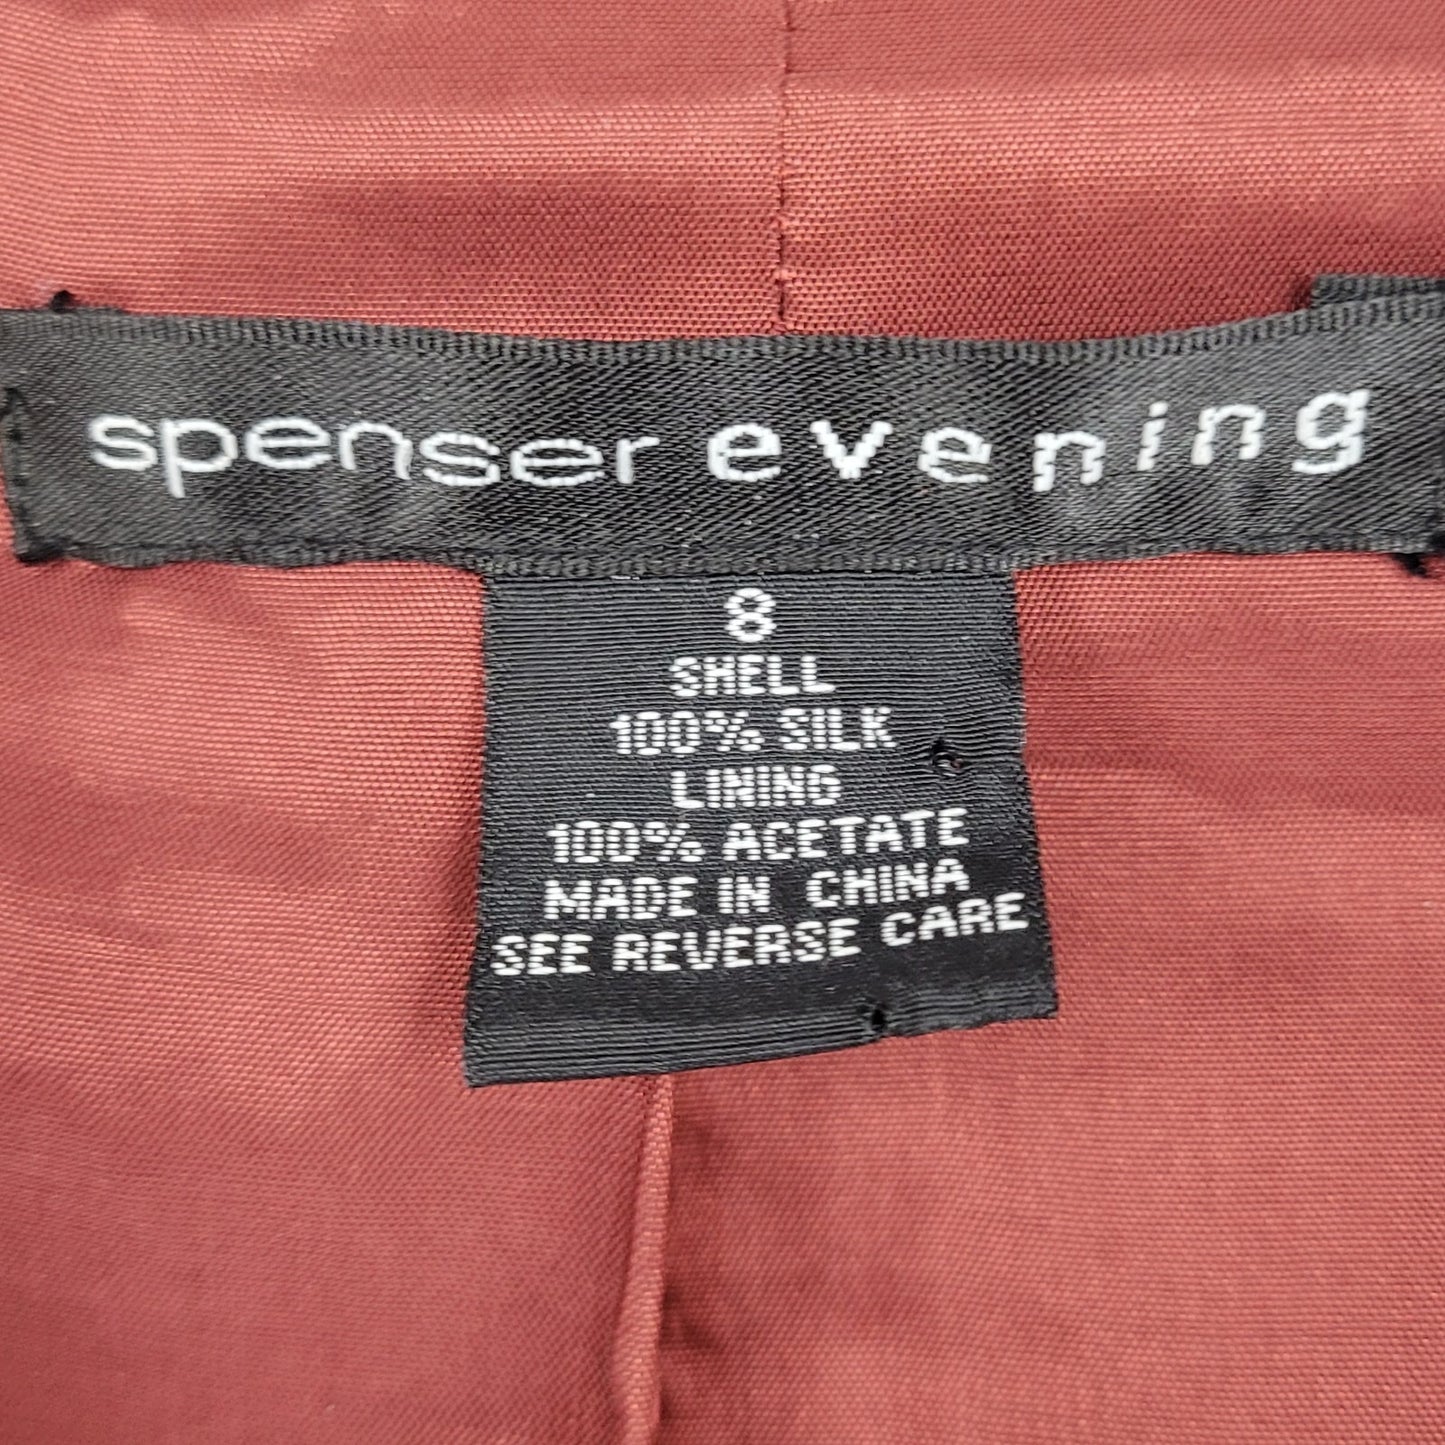 spenser evening
8
SHELL
100% SILK
LINING
100% ACETATE
MADE IN CHINA
SEE REVERSE CARE